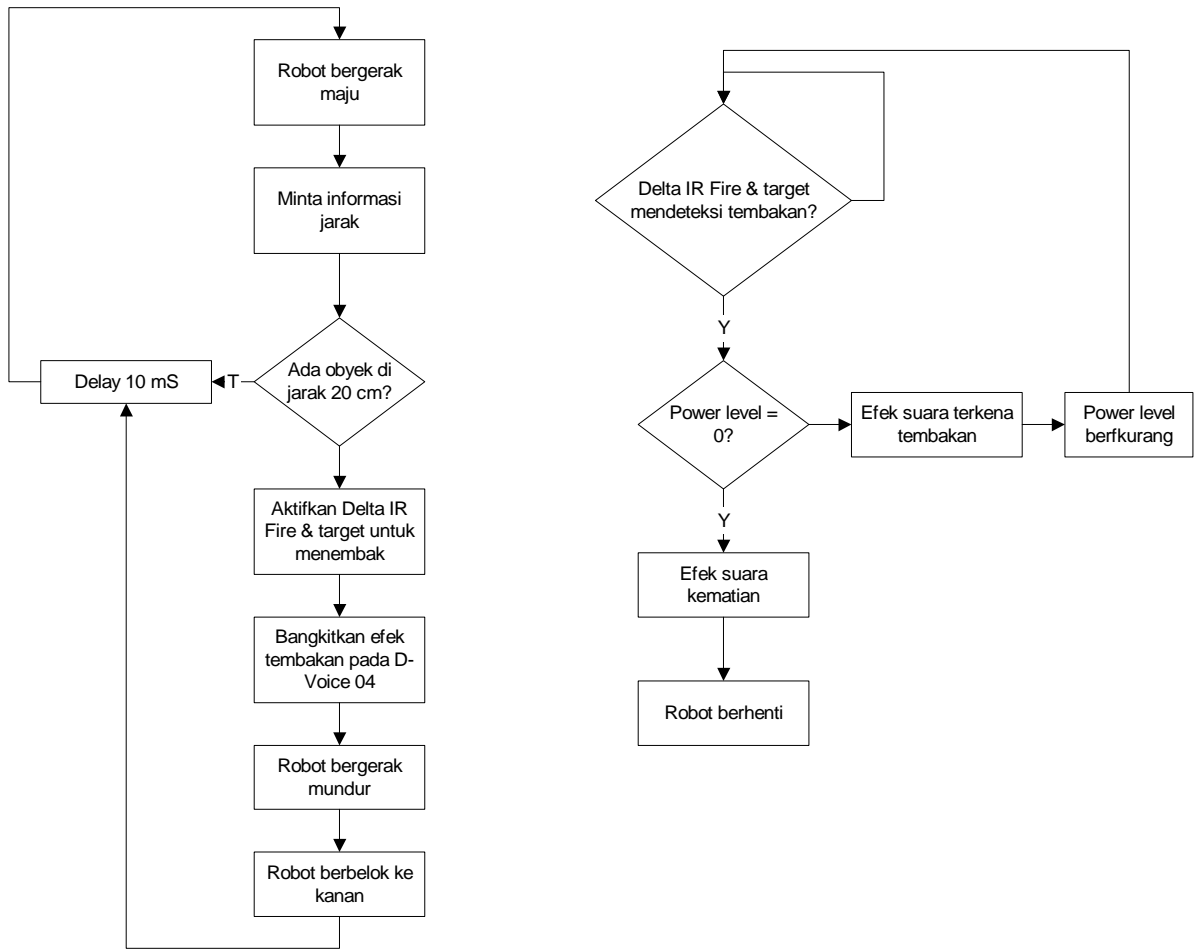 Robot bergerak
maju
Minta informasi
jarak
Ada obyek di
jarak 20 cm?
T
Delay 10 mS
Aktifkan Delta IR
Fire & target untuk
menembak
Bangkitkan efek
tembakan pada D-
Voice 04
Robot bergerak
mundur
Robot berbelok ke
kanan
Delta IR Fire & target
mendeteksi tembakan?
Y
Power level =
0?
Efek suara terkena
tembakan
Power level
berfkurang
Y
Efek suara
kematian
Robot berhenti